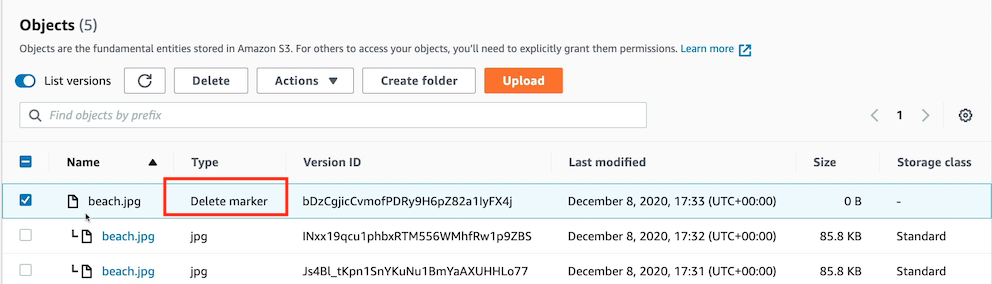 Objects (5)
Objects are the fundamental entities stored in Amazon S3. For others to access your objects, you'll need to explicitly grant them permissions. Learn more
List versions Delete Actions Create folder Upload
Find objects by prefix 1
Name Type Version ID Last modified Size Storage class
beach.jpg Delete marker bDzCgjicCvmofPDRy9H6pZ82a1IyFX4j December 8, 2020, 17:33 (UTC+00:00) 0 B -
beach.jpg jpg INxx19qcu1phbxRTM556WMhfRw1p9ZBS December 8, 2020, 17:32 (UTC+00:00) 85.8 KB Standard
beach.jpg jpg Js4Bl_tKpn1SnYKuNu1BmYaAXUHHLo77 December 8, 2020, 17:31 (UTC+00:00) 85.8 KB Standard